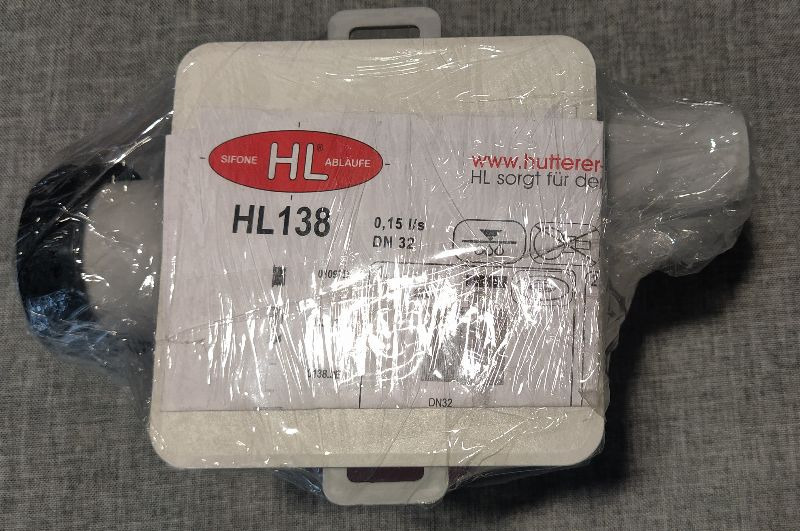 SIFONE HL® ABLÄUFE
www.hutterer-
HL sorgt für de
HL138
0,15 l/s
DN 32
DN32